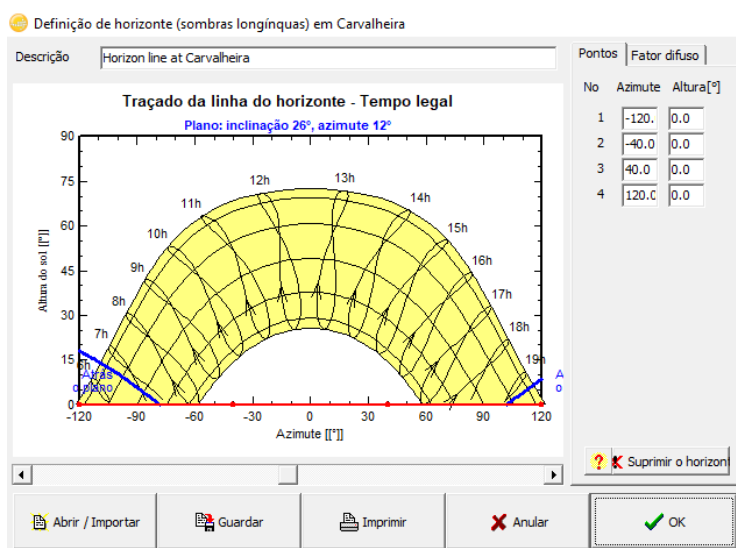 Definição de horizonte (sombras longínquas) em Carvalheira
Descrição
Horizon line at Carvalheira
Pontos
Fator difuso
No Azimute Altura[º]
1 -120. 0.0
2 -40.0 0.0
3 40.0 0.0
4 120.0 0.0
Traçado da linha do horizonte - Tempo legal
Plano: inclinação 26º, azimute 12º
90
75
60
45
30
15
0
Altura do sol [[°]]
6h
7h
8h
9h
10h
11h
12h
13h
14h
15h
16h
17h
18h
19h
Atrás
o plano
A
o
-120 -90 -60 -30 0 30 60 90 120
Azimute [[°]]
? Suprimir o horizont
Abrir / Importar
Guardar
Imprimir
Anular
OK